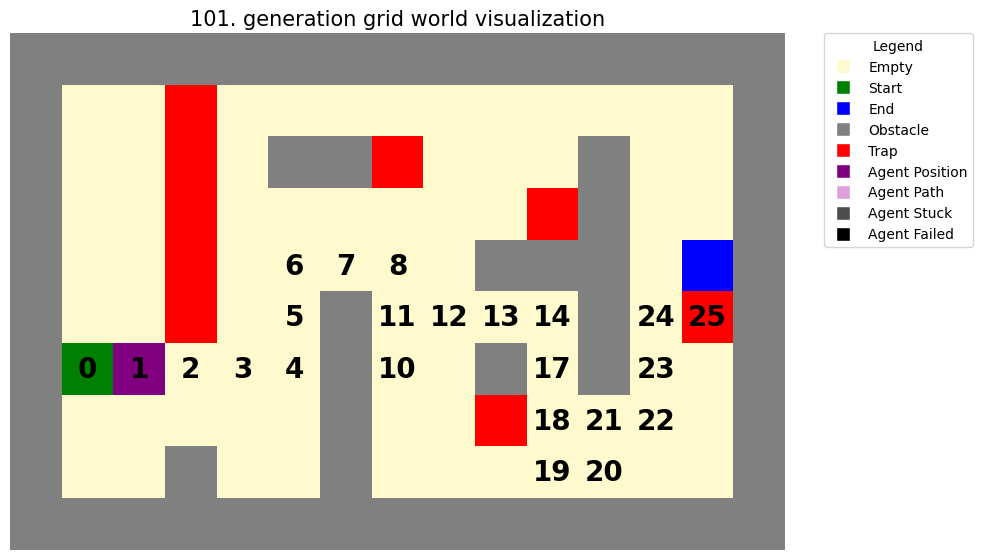 101. generation grid world visualization
Legend
Empty
Start
End
Obstacle
Trap
Agent Position
Agent Path
Agent Stuck
Agent Failed
6 7 8
5 11 12 13 14 24 25
0 1 2 3 4 10 17 23
18 21 22
19 20